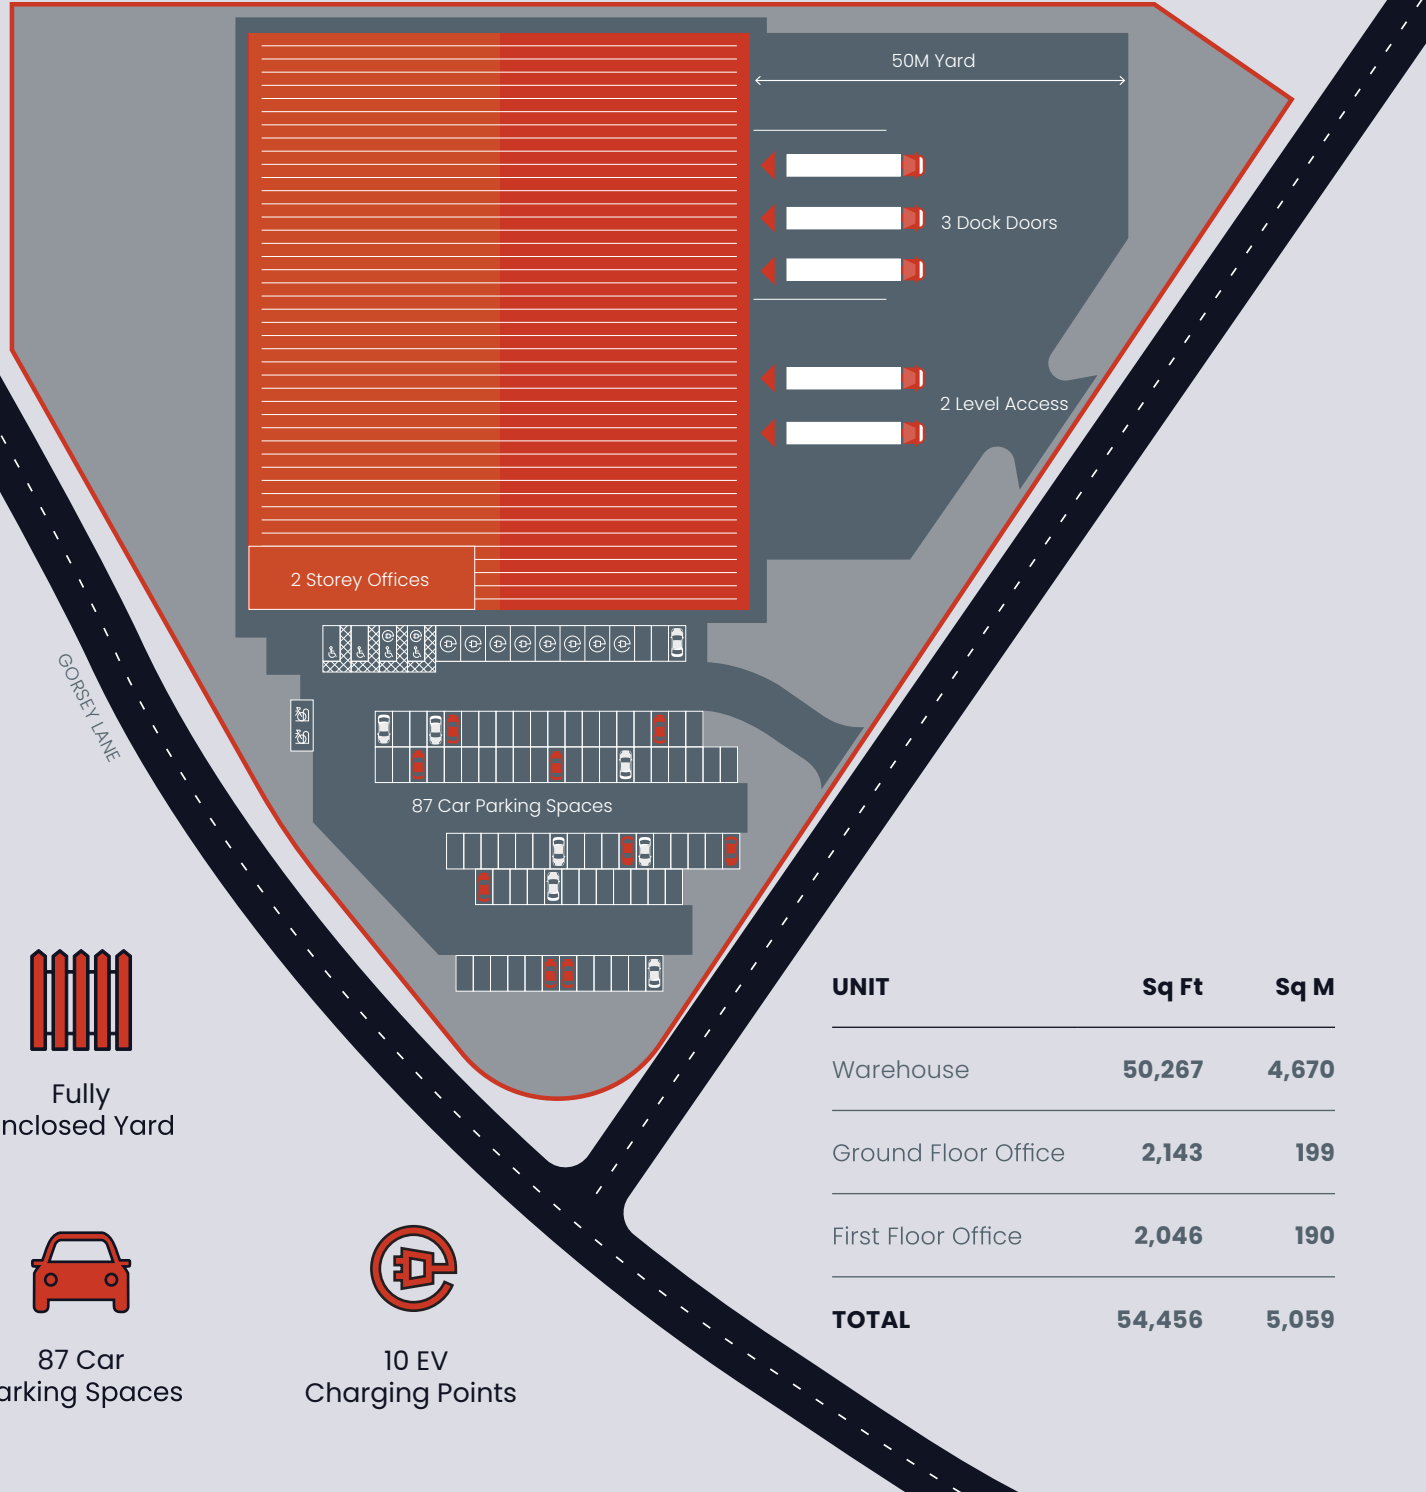 50M Yard
3 Dock Doors
2 Level Access
2 Storey Offices
GORSEY LANE
87 Car Parking Spaces
Fully
nclosed Yard
87 Car
arking Spaces
10 EV
Charging Points
UNIT Sq Ft Sq M
Warehouse 50,267 4,670
Ground Floor Office 2,143 199
First Floor Office 2,046 190
TOTAL 54,456 5,059